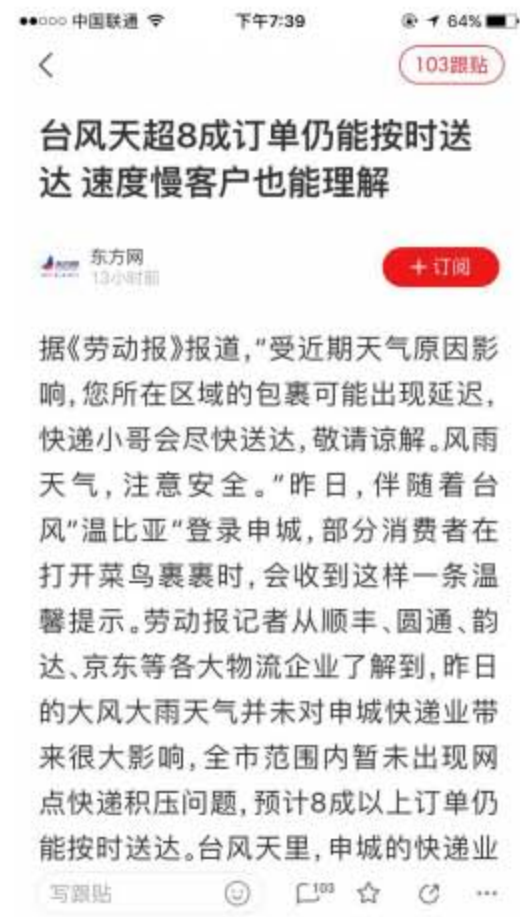 中国联通 下午7:39 64%
103跟贴
台风天超8成订单仍能按时送
达 速度慢客户也能理解
东方网
13小时前
+ 订阅
据《劳动报》报道，"受近期天气原因影
响，您所在区域的包裹可能出现延迟，
快递小哥会尽快送达，敬请谅解。风雨
天气，注意安全。"昨日，伴随着台
风"温比亚"登录申城，部分消费者在
打开菜鸟裹裹时，会收到这样一条温
馨提示。劳动报记者从顺丰、圆通、韵
达、京东等各大物流企业了解到，昨日
的大风大雨天气并未对申城快递业带
来很大影响，全市范围内暂未出现网
点快递积压问题，预计8成以上订单仍
能按时送达。台风天里，申城的快递业
写跟贴 103